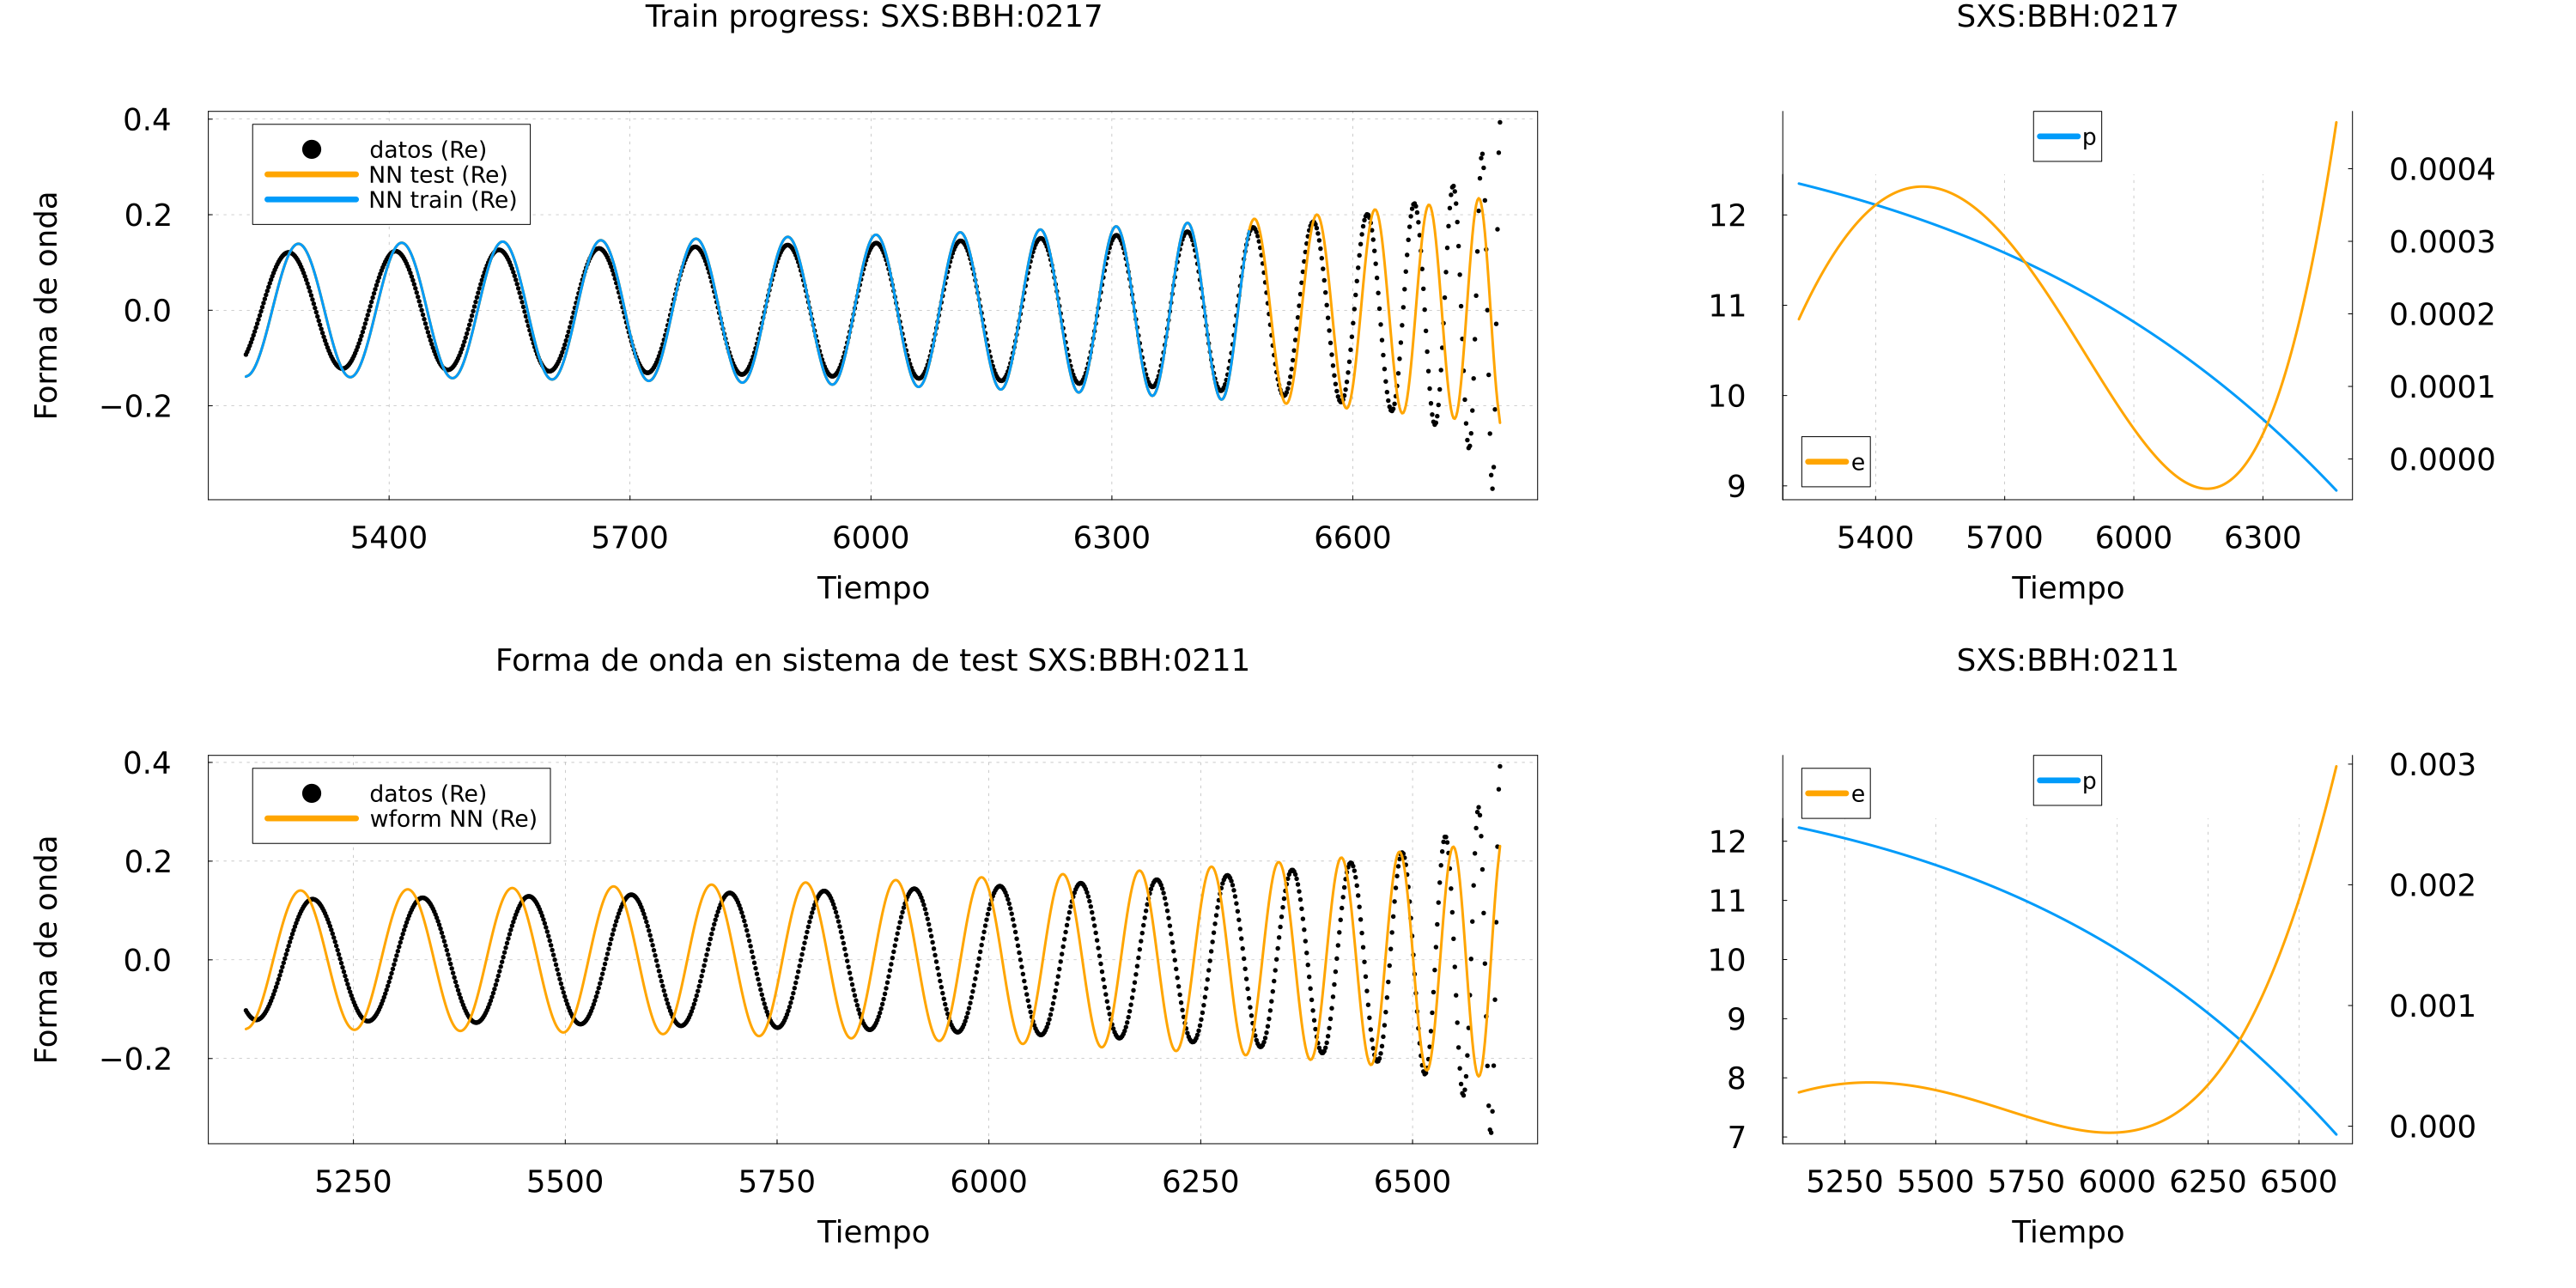 Train progress: SXS:BBH:0217
Forma de onda
0.4
0.2
0.0
−0.2
datos (Re)
NN test (Re)
NN train (Re)
5400 5700 6000 6300 6600
Tiempo
SXS:BBH:0217
12
11
10
9
p
e
0.0004
0.0003
0.0002
0.0001
0.0000
5400 5700 6000 6300
Tiempo
Forma de onda en sistema de test SXS:BBH:0211
Forma de onda
0.4
0.2
0.0
−0.2
datos (Re)
wform NN (Re)
5250 5500 5750 6000 6250 6500
Tiempo
SXS:BBH:0211
12
11
10
9
8
7
e
p
0.003
0.002
0.001
0.000
5250 5500 5750 6000 6250 6500
Tiempo